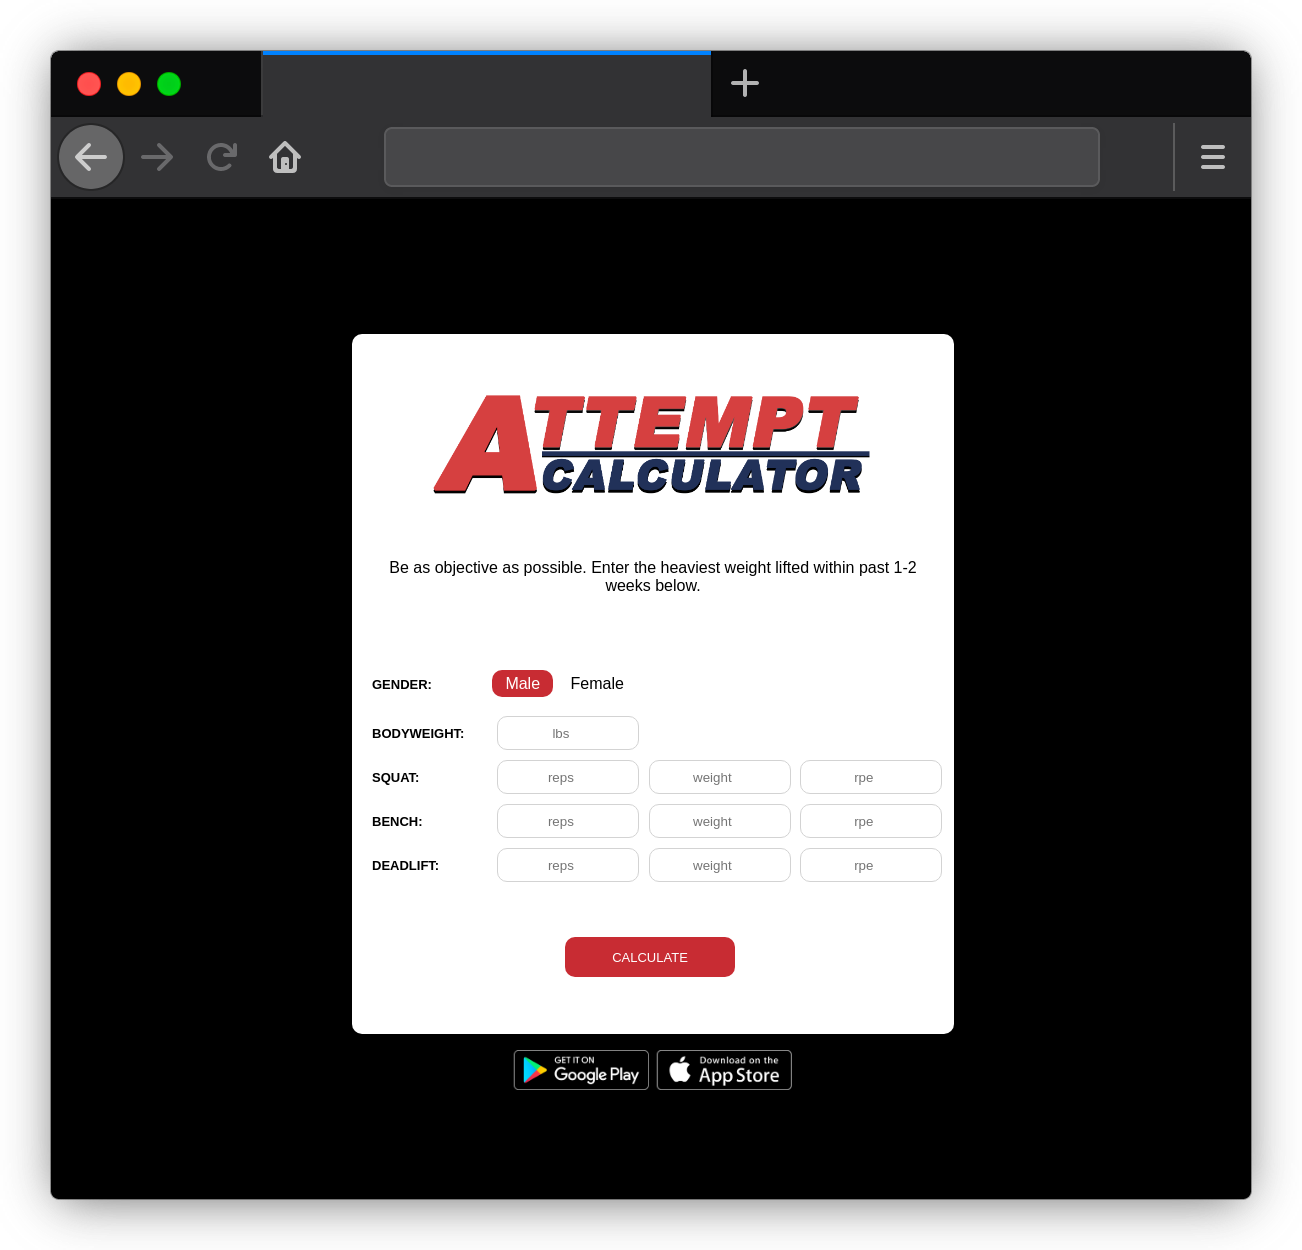 ATTEMPT
CALCULATOR
Be as objective as possible. Enter the heaviest weight lifted within past 1-2
weeks below.
GENDER: Male Female
BODYWEIGHT: lbs
SQUAT: reps weight rpe
BENCH: reps weight rpe
DEADLIFT: reps weight rpe
CALCULATE
GET IT ON
Google Play
Download on the
App Store